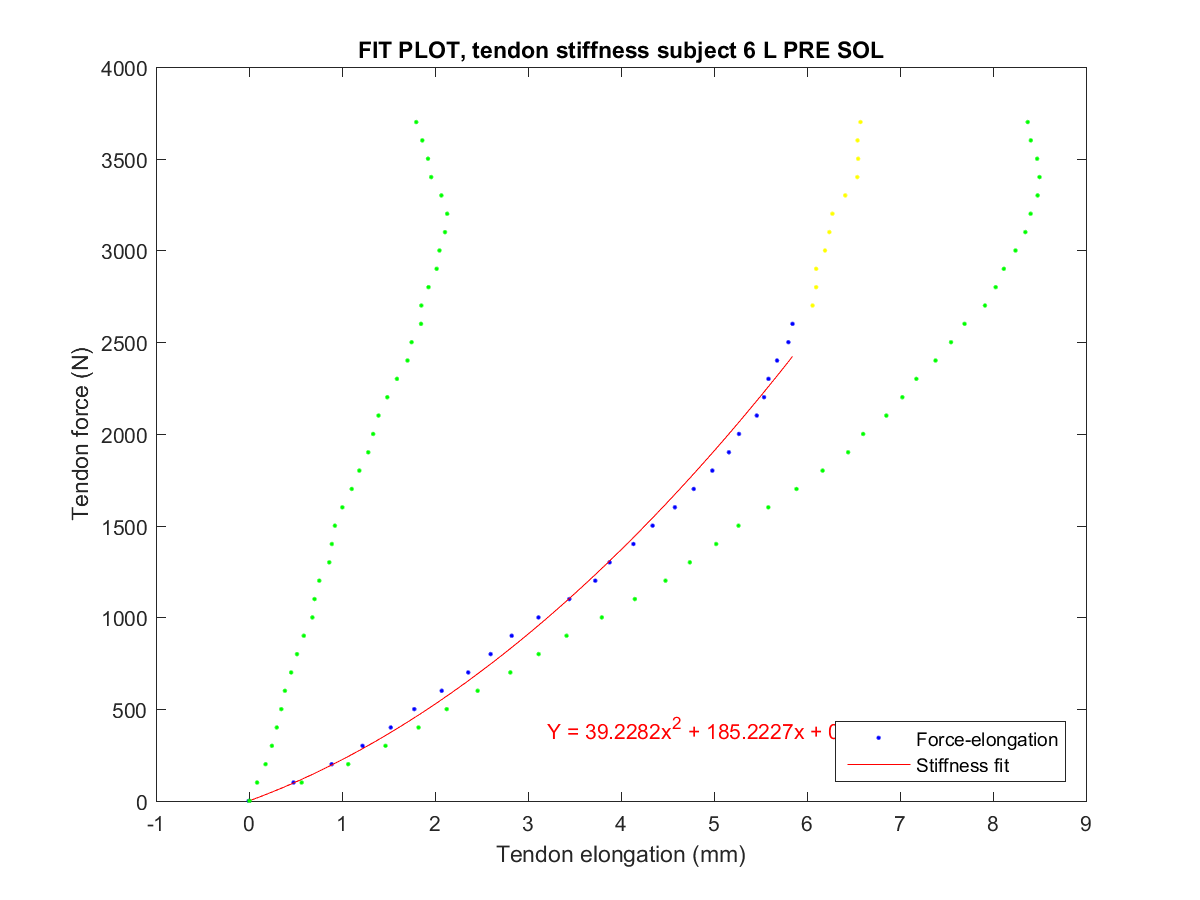 FIT PLOT, tendon stiffness subject 6 L PRE SOL
4000
3500
3000
2500
2000
1500
1000
500
0
Tendon force (N)
Y = 39.2282x² + 185.2227x + 0
Force-elongation
Stiffness fit
-1 0 1 2 3 4 5 6 7 8 9
Tendon elongation (mm)